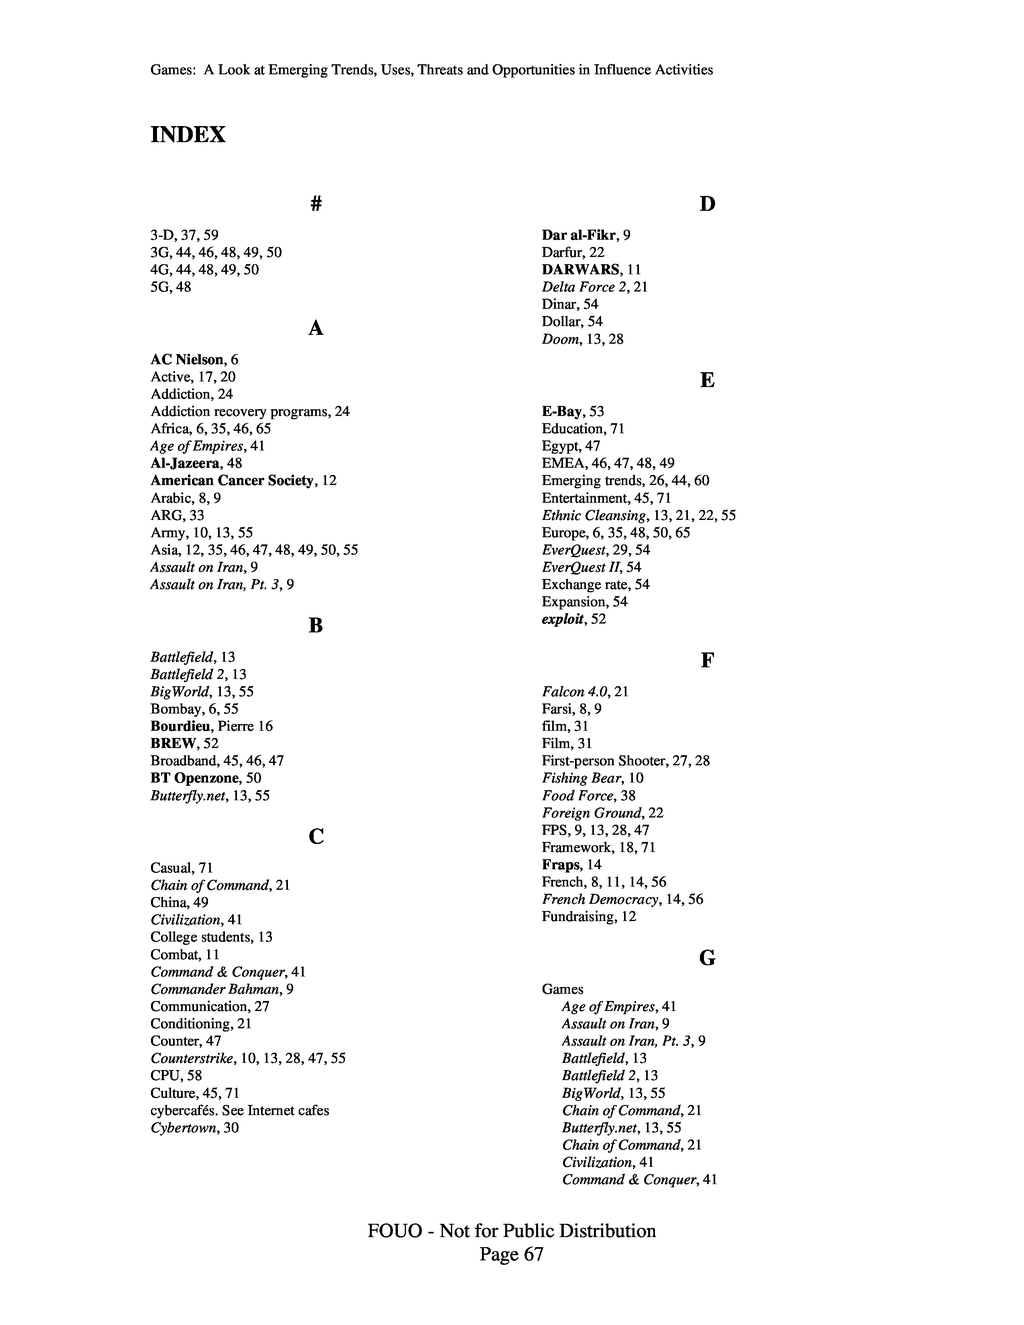 Games: A Look at Emerging Trends, Uses, Threats and Opportunities in Influence Activities
INDEX
#
3-D, 37, 59
3G, 44, 46, 48, 49, 50
4G, 44, 48, 49, 50
5G, 48
A
AC Nielson, 6
Active, 17, 20
Addiction, 24
Addiction recovery programs, 24
Africa, 6, 35, 46, 65
Age of Empires, 41
Al-Jazeera, 48
American Cancer Society, 12
Arabic, 8, 9
ARG, 33
Army, 10, 13, 55
Asia, 12, 35, 46, 47, 48, 49, 50, 55
Assault on Iran, 9
Assault on Iran, Pt. 3, 9
B
Battlefield, 13
Battlefield 2, 13
BigWorld, 13, 55
Bombay, 6, 55
Bourdieu, Pierre 16
BREW, 52
Broadband, 45, 46, 47
BT Openzone, 50
Butterfly.net, 13, 55
C
Casual, 71
Chain of Command, 21
China, 49
Civilization, 41
College students, 13
Combat, 11
Command & Conquer, 41
Commander Bahman, 9
Communication, 27
Conditioning, 21
Counter, 47
Counterstrike, 10, 13, 28, 47, 55
CPU, 58
Culture, 45, 71
cybercafés. See Internet cafes
Cybertown, 30
D
Dar al-Fikr, 9
Darfur, 22
DARWARS, 11
Delta Force 2, 21
Dinar, 54
Dollar, 54
Doom, 13, 28
E
E-Bay, 53
Education, 71
Egypt, 47
EMEA, 46, 47, 48, 49
Emerging trends, 26, 44, 60
Entertainment, 45, 71
Ethnic Cleansing, 13, 21, 22, 55
Europe, 6, 35, 48, 50, 65
EverQuest, 29, 54
EverQuest II, 54
Exchange rate, 54
Expansion, 54
exploit, 52
F
Falcon 4.0, 21
Farsi, 8, 9
film, 31
Film, 31
First-person Shooter, 27, 28
Fishing Bear, 10
Food Force, 38
Foreign Ground, 22
FPS, 9, 13, 28, 47
Framework, 18, 71
Fraps, 14
French, 8, 11, 14, 56
French Democracy, 14, 56
Fundraising, 12
G
Games
Age of Empires, 41
Assault on Iran, 9
Assault on Iran, Pt. 3, 9
Battlefield, 13
Battlefield 2, 13
BigWorld, 13, 55
Chain of Command, 21
Butterfly.net, 13, 55
Chain of Command, 21
Civilization, 41
Command & Conquer, 41
FOUO - Not for Public Distribution
Page 67